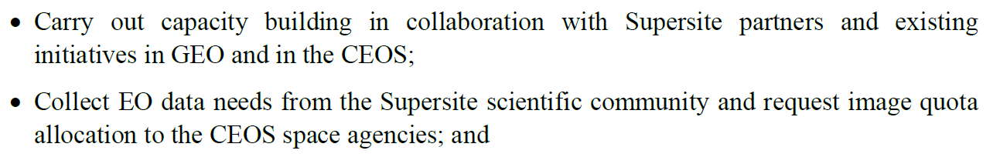 • Carry out capacity building in collaboration with Supersite partners and existing
initiatives in GEO and in the CEOS;
• Collect EO data needs from the Supersite scientific community and request image quota
allocation to the CEOS space agencies; and